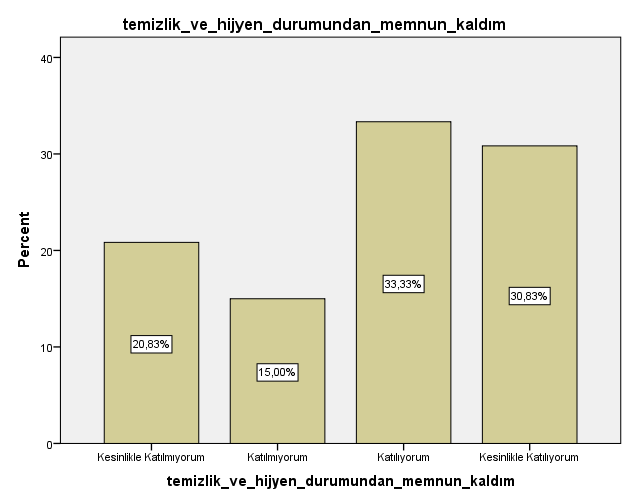 temizlik_ve_hijyen_durumundan_memnun_kaldım
40
30
20
10
0
Percent
20,83%
15,00%
33,33%
30,83%
Kesinlikle Katılmıyorum
Katılmıyorum
Katılıyorum
Kesinlikle Katılıyorum
temizlik_ve_hijyen_durumundan_memnun_kaldım